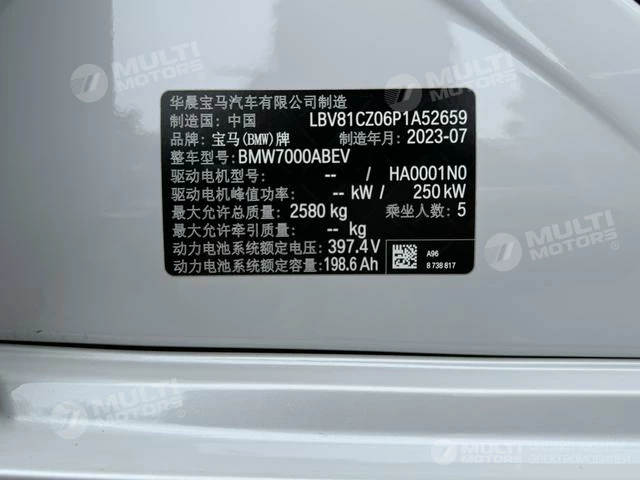 MULTI
MOTORS
MULTI
MOTORS
华晨宝马汽车有限公司制造
制造国: 中国 LBV81CZ06P1A52659
品牌: 宝马(BMW)牌 制造年月: 2023-07
整车型号: BMW7000ABEV
驱动电机型号: -- / HA0001N0
驱动电机峰值功率: -- kW / 250 kW
最大允许总质量: 2580 kg 乘坐人数: 5
最大允许牵引质量: -- kg
动力电池系统额定电压: 397.4 V
动力电池系统额定容量: 198.6 Ah
A96
8 738 817
MULTI
MOTORS
MULTI
MOTORS
MULTI
MOTORS
ЭЛЕКТРОМОБИЛЕЙ